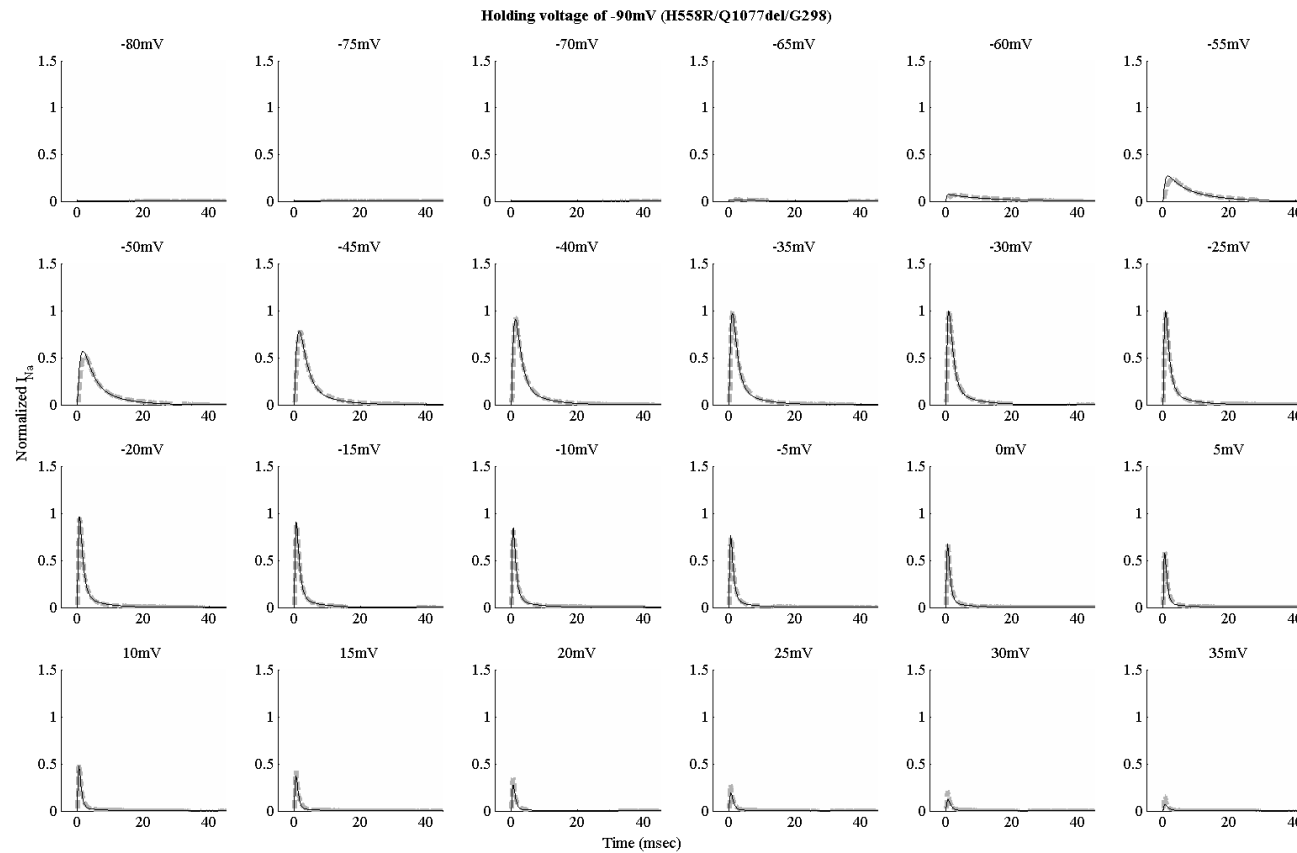 Holding voltage of -90mV (H558R/Q1077del/G298)
-80mV -75mV -70mV -65mV -60mV -55mV
1.5 1.5 1.5 1.5 1.5 1.5
1 1 1 1 1 1
0.5 0.5 0.5 0.5 0.5 0.5
0 0 0 0 0 0
0 20 40 0 20 40 0 20 40 0 20 40 0 20 40 0 20 40
-50mV -45mV -40mV -35mV -30mV -25mV
1.5 1.5 1.5 1.5 1.5 1.5
1 1 1 1 1 1
0.5 0.5 0.5 0.5 0.5 0.5
0 0 0 0 0 0
0 20 40 0 20 40 0 20 40 0 20 40 0 20 40 0 20 40
Normalized I_Na
-20mV -15mV -10mV -5mV 0mV 5mV
1.5 1.5 1.5 1.5 1.5 1.5
1 1 1 1 1 1
0.5 0.5 0.5 0.5 0.5 0.5
0 0 0 0 0 0
0 20 40 0 20 40 0 20 40 0 20 40 0 20 40 0 20 40
10mV 15mV 20mV 25mV 30mV 35mV
1.5 1.5 1.5 1.5 1.5 1.5
1 1 1 1 1 1
0.5 0.5 0.5 0.5 0.5 0.5
0 0 0 0 0 0
0 20 40 0 20 40 0 20 40 0 20 40 0 20 40 0 20 40
Time (msec)